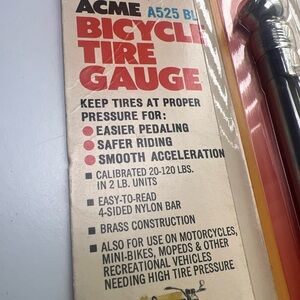 ACME A525 BL
BICYCLE
TIRE
GAUGE
KEEP TIRES AT PROPER
PRESSURE FOR:
● EASIER PEDALING
● SAFER RIDING
● SMOOTH ACCELERATION
■ CALIBRATED 20-120 LBS.
IN 2 LB. UNITS
■ EASY-TO-READ
4-SIDED NYLON BAR
■ BRASS CONSTRUCTION
■ ALSO FOR USE ON MOTORCYCLES,
MINI-BIKES, MOPEDS & OTHER
RECREATIONAL VEHICLES
NEEDING HIGH TIRE PRESSURE